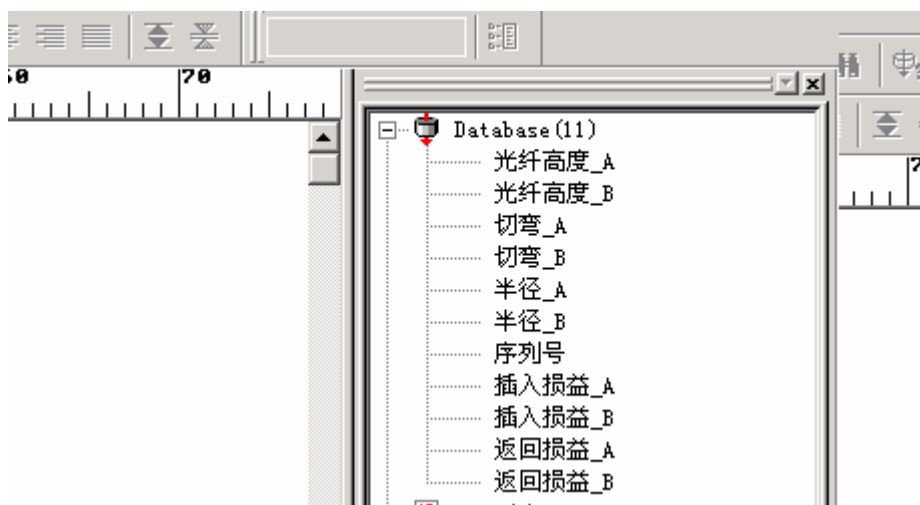 70
Database(11)
光纤高度_A
光纤高度_B
切弯_A
切弯_B
半径_A
半径_B
序列号
插入损益_A
插入损益_B
返回损益_A
返回损益_B